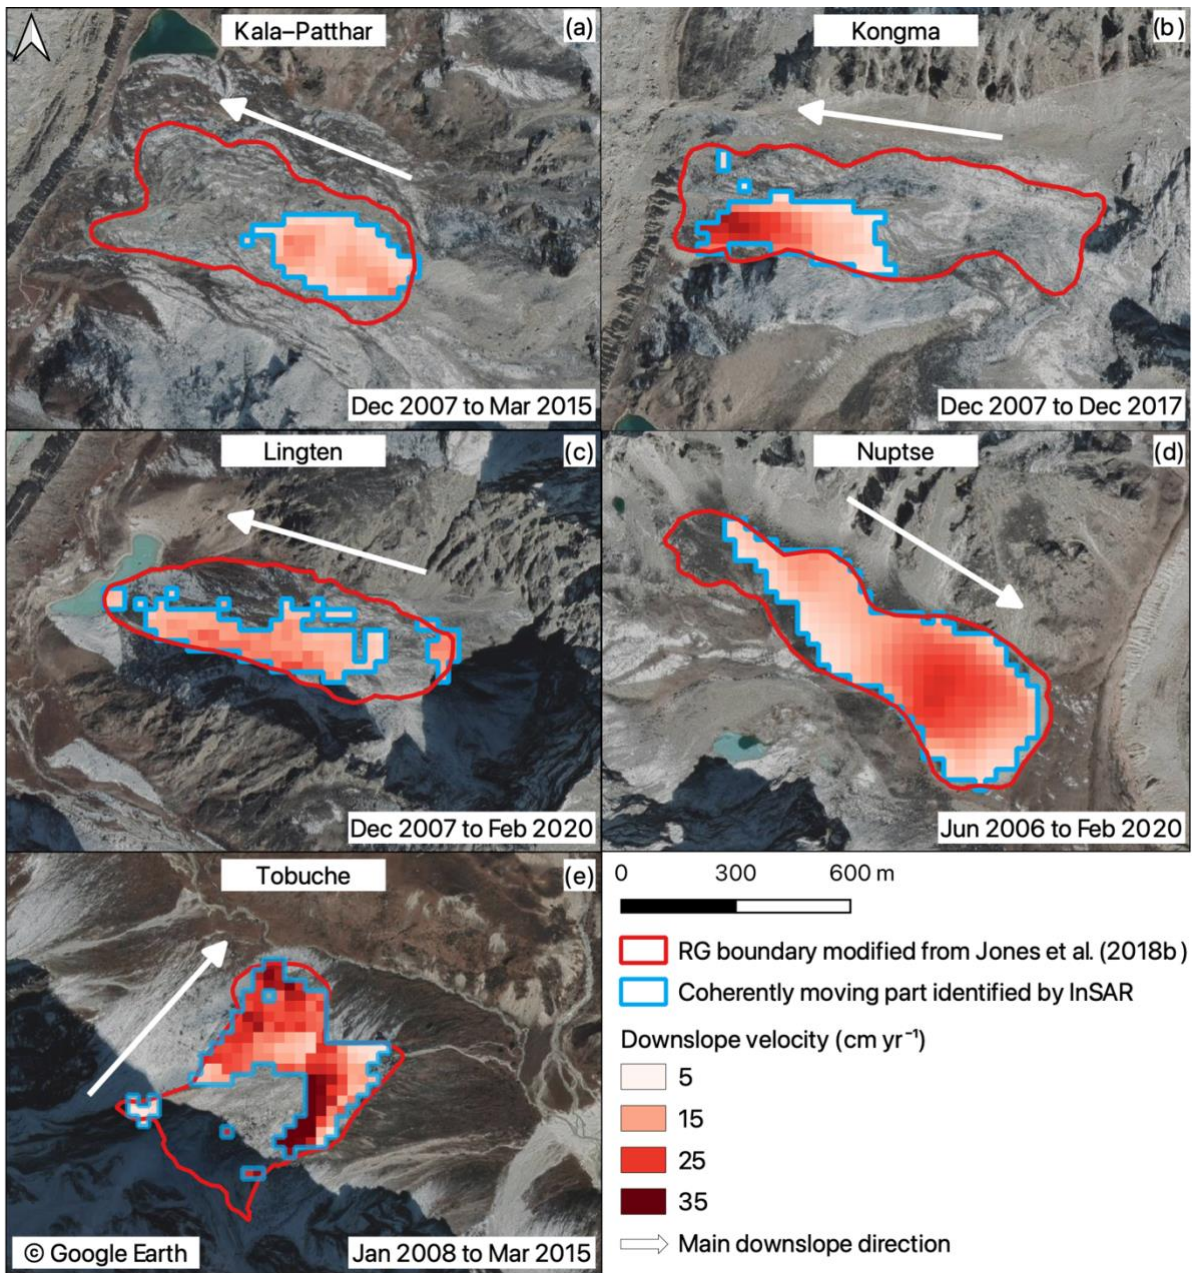 Kala–Patthar
(a)
Dec 2007 to Mar 2015
Kongma
(b)
Dec 2007 to Dec 2017
Lingten
(c)
Dec 2007 to Feb 2020
Nuptse
(d)
Jun 2006 to Feb 2020
Tobuche
(e)
© Google Earth
Jan 2008 to Mar 2015
0 300 600 m
RG boundary modified from Jones et al. (2018b)
Coherently moving part identified by InSAR
Downslope velocity (cm yr⁻¹)
5
15
25
35
Main downslope direction